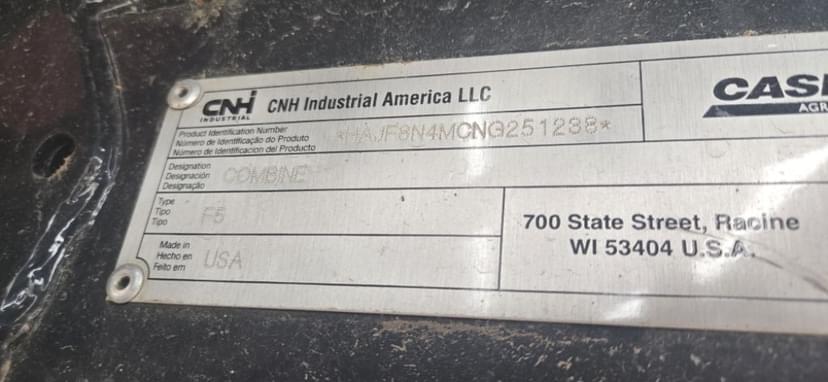 CNH
INDUSTRIAL
CNH Industrial America LLC
CASE
AGR
Product Identification Number
Número de Identificação do Produto
Número de Identificacion del Producto
*HAJF8N4MCNG251238*
Designation
Designación
Designação
COMBINE
Type
Tipo
Tipo
F5
700 State Street, Racine
WI 53404 U.S.A.
Made in
Hecho en
Feito em
USA